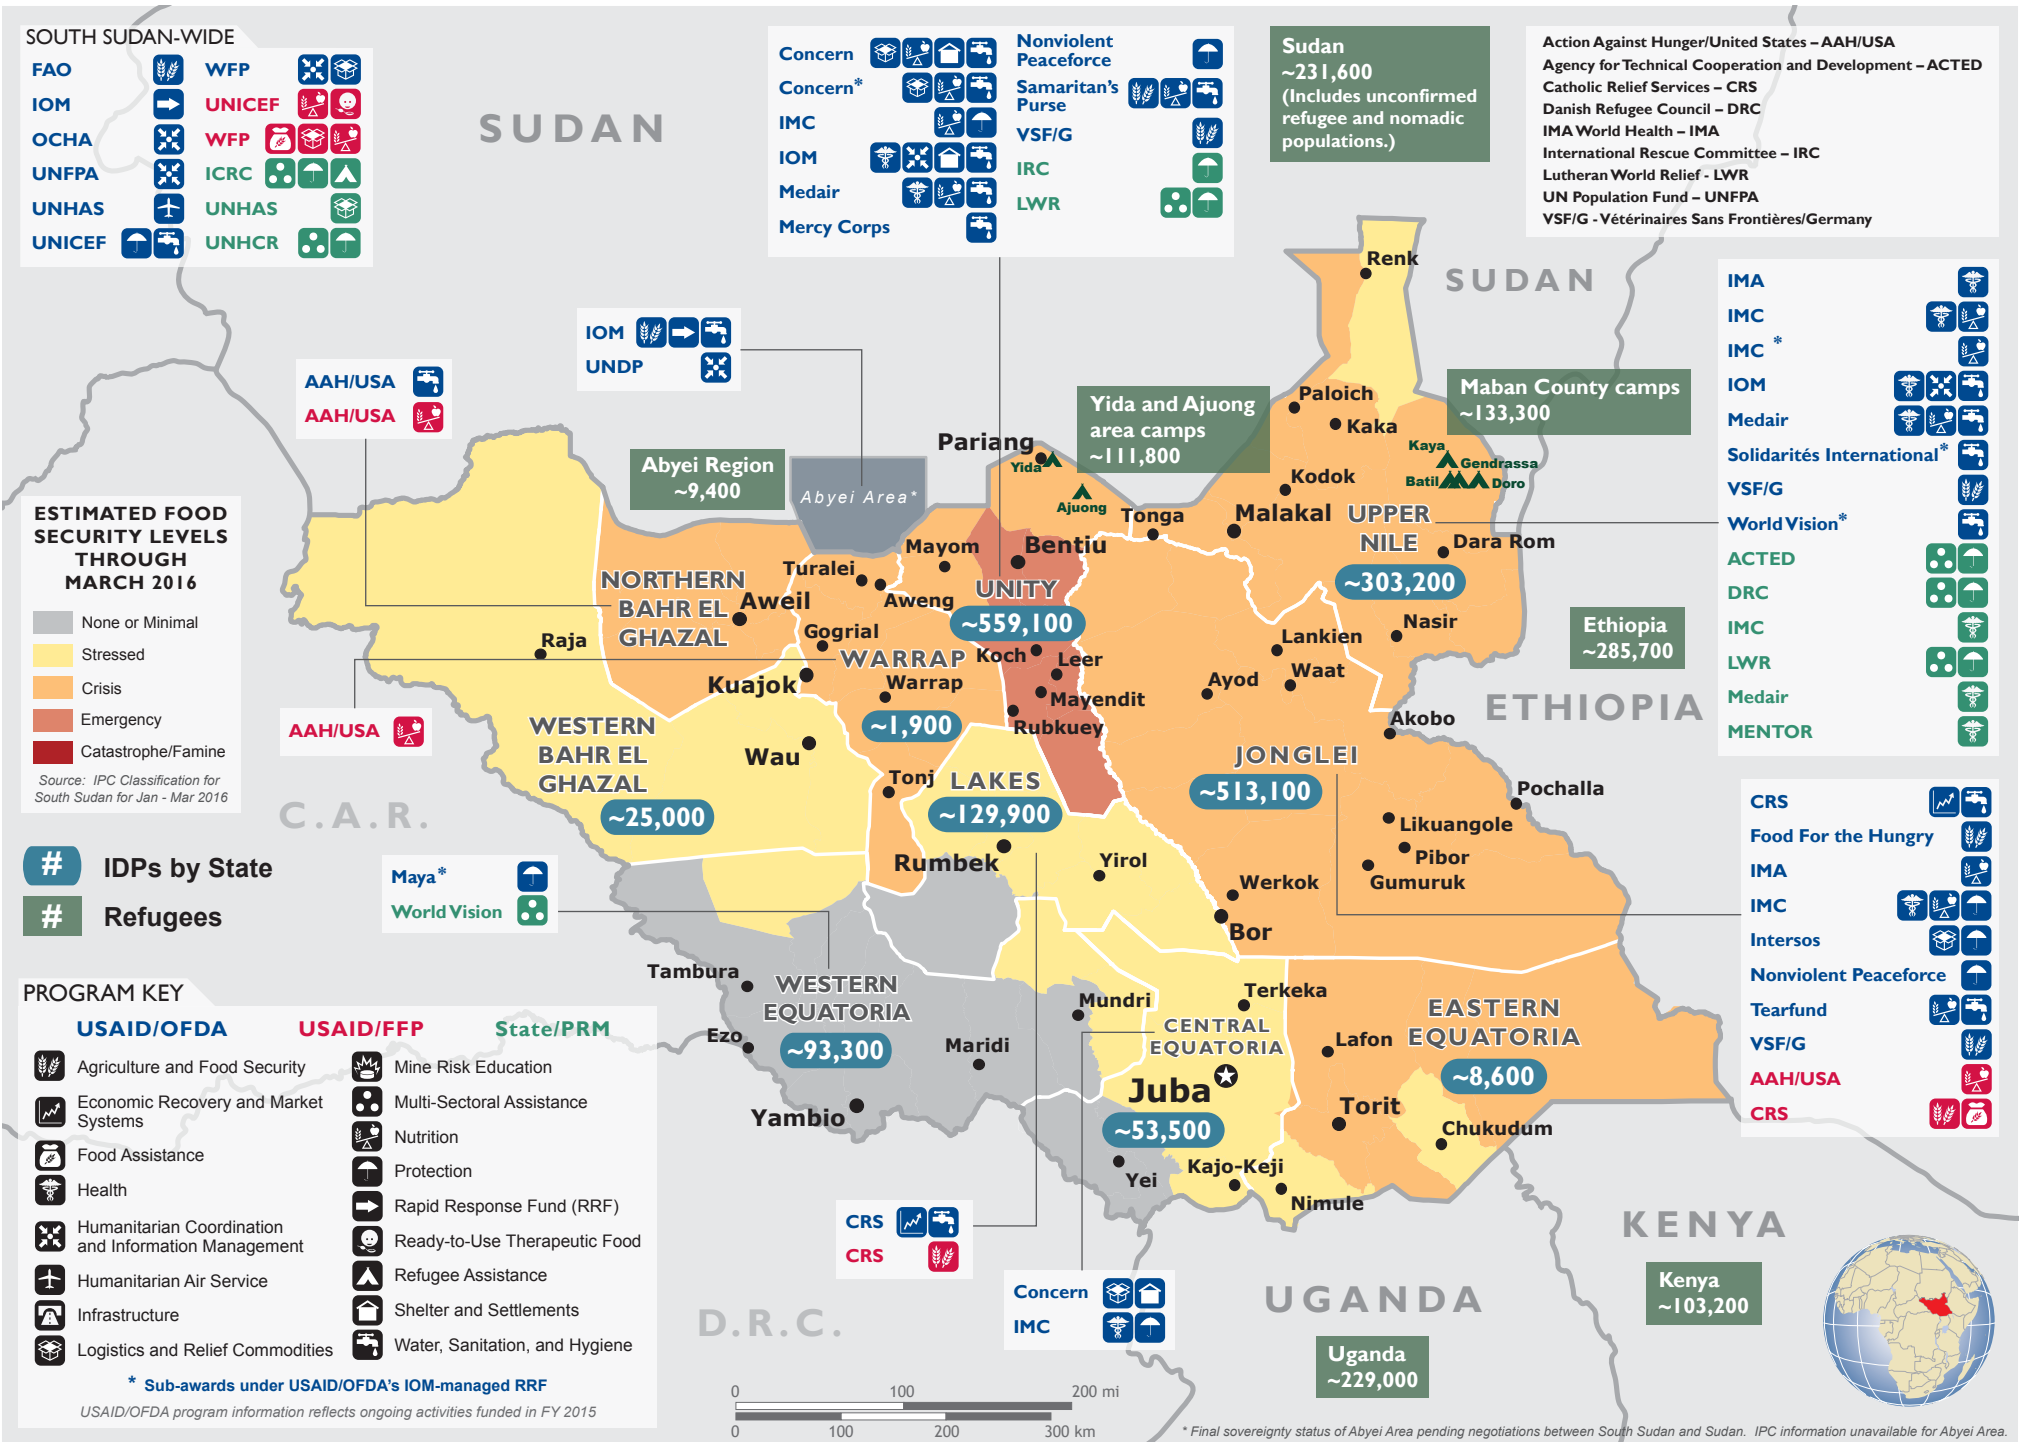 SOUTH SUDAN-WIDE
FAO
IOM
OCHA
UNFPA
UNHAS
UNICEF
WFP
UNICEF
WFP
ICRC
UNHAS
UNHCR
Concern
Concern*
IMC
IOM
Medair
Mercy Corps
Nonviolent
Peaceforce
Samaritan's
Purse
VSF/G
IRC
LWR
Sudan
~231,600
(Includes unconfirmed
refugee and nomadic
populations.)
Action Against Hunger/United States – AAH/USA
Agency for Technical Cooperation and Development – ACTED
Catholic Relief Services – CRS
Danish Refugee Council – DRC
IMA World Health – IMA
International Rescue Committee – IRC
Lutheran World Relief - LWR
UN Population Fund – UNFPA
VSF/G - Vétérinaires Sans Frontières/Germany
SUDAN
SUDAN
IOM
UNDP
AAH/USA
AAH/USA
AAH/USA
Abyei Region
~9,400
Abyei Area*
Yida and Ajuong
area camps
~111,800
Maban County camps
~133,300
IMA
IMC
IMC *
IOM
Medair
Solidarités International*
VSF/G
World Vision*
ACTED
DRC
IMC
LWR
Medair
MENTOR
ESTIMATED FOOD
SECURITY LEVELS
THROUGH
MARCH 2016
None or Minimal
Stressed
Crisis
Emergency
Catastrophe/Famine
Source: IPC Classification for
South Sudan for Jan - Mar 2016
# IDPs by State
# Refugees
Renk
Paloich
Kaka
Kaya
Gendrassa
Batil
Doro
Kodok
Pariang
Yida
Ajuong
Tonga
Malakal
UPPER
NILE
~303,200
Dara Rom
Nasir
Mayom
Bentiu
UNITY
~559,100
Turalei
Aweng
Koch
Leer
Mayendit
Rubkuey
NORTHERN
BAHR EL
GHAZAL
Aweil
Raja
Gogrial
WARRAP
Kuajok
Warrap
~1,900
Tonj
WESTERN
BAHR EL
GHAZAL
Wau
~25,000
LAKES
~129,900
Rumbek
Yirol
Lankien
Waat
Ayod
Akobo
JONGLEI
~513,100
Pochalla
Likuangole
Pibor
Gumuruk
Werkok
Bor
Ethiopia
~285,700
ETHIOPIA
C.A.R.
Maya*
World Vision
Tambura
WESTERN
EQUATORIA
~93,300
Ezo
Maridi
Yambio
Mundri
Terkeka
CENTRAL
EQUATORIA
Juba
~53,500
Yei
Kajo-Keji
Nimule
EASTERN
EQUATORIA
~8,600
Lafon
Torit
Chukudum
CRS
Food For the Hungry
IMA
IMC
Intersos
Nonviolent Peaceforce
Tearfund
VSF/G
AAH/USA
CRS
CRS
CRS
Concern
IMC
D.R.C.
UGANDA
Uganda
~229,000
KENYA
Kenya
~103,200
PROGRAM KEY
USAID/OFDA
USAID/FFP
State/PRM
Agriculture and Food Security
Economic Recovery and Market
Systems
Food Assistance
Health
Humanitarian Coordination
and Information Management
Humanitarian Air Service
Infrastructure
Logistics and Relief Commodities
Mine Risk Education
Multi-Sectoral Assistance
Nutrition
Protection
Rapid Response Fund (RRF)
Ready-to-Use Therapeutic Food
Refugee Assistance
Shelter and Settlements
Water, Sanitation, and Hygiene
* Sub-awards under USAID/OFDA's IOM-managed RRF
USAID/OFDA program information reflects ongoing activities funded in FY 2015
0 100 200 mi
0 100 200 300 km
* Final sovereignty status of Abyei Area pending negotiations between South Sudan and Sudan. IPC information unavailable for Abyei Area.